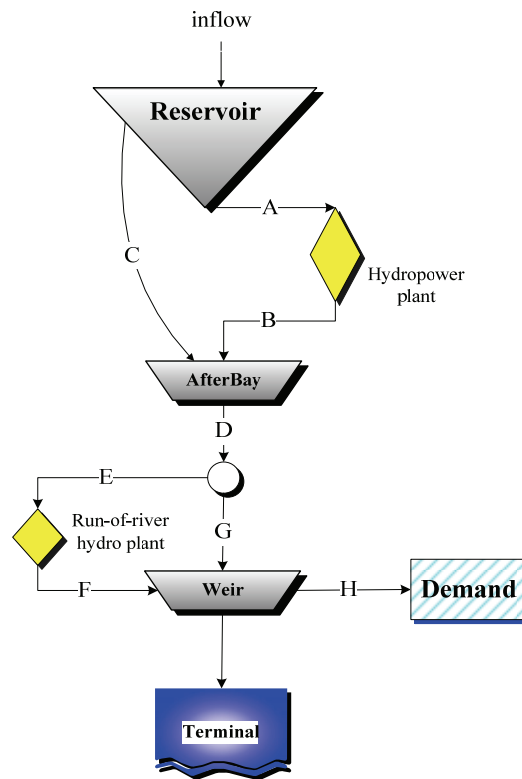 inflow
Reservoir
A
C
Hydropower
plant
B
AfterBay
D
E
Run-of-river
hydro plant
G
F
Weir
H
Demand
Terminal